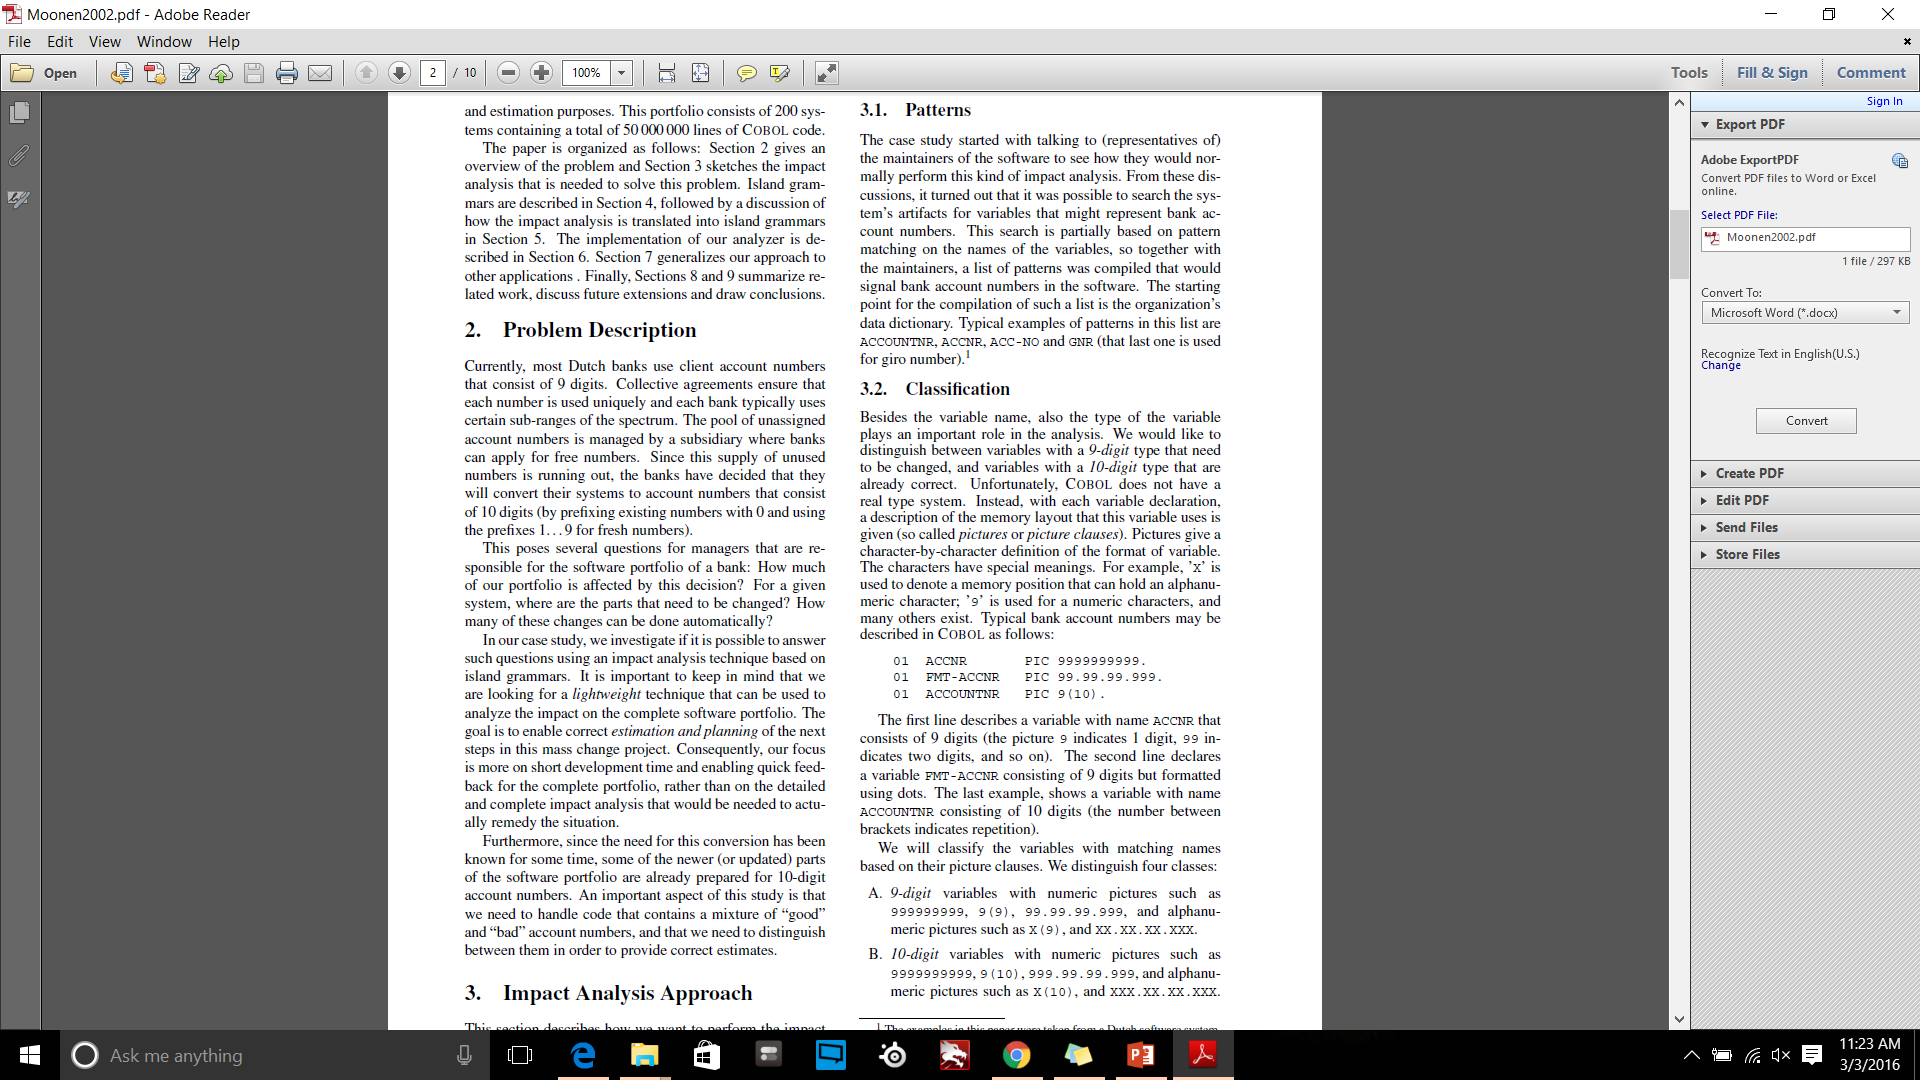 Moonen2002.pdf - Adobe Reader
File Edit View Window Help
Open 2 / 10 100% Tools Fill & Sign Comment
and estimation purposes. This portfolio consists of 200 sys-
tems containing a total of 50 000 000 lines of COBOL code.
The paper is organized as follows: Section 2 gives an
overview of the problem and Section 3 sketches the impact
analysis that is needed to solve this problem. Island gram-
mars are described in Section 4, followed by a discussion of
how the impact analysis is translated into island grammars
in Section 5. The implementation of our analyzer is de-
scribed in Section 6. Section 7 generalizes our approach to
other applications . Finally, Sections 8 and 9 summarize re-
lated work, discuss future extensions and draw conclusions.
2. Problem Description
Currently, most Dutch banks use client account numbers
that consist of 9 digits. Collective agreements ensure that
each number is used uniquely and each bank typically uses
certain sub-ranges of the spectrum. The pool of unassigned
account numbers is managed by a subsidiary where banks
can apply for free numbers. Since this supply of unused
numbers is running out, the banks have decided that they
will convert their systems to account numbers that consist
of 10 digits (by prefixing existing numbers with 0 and using
the prefixes 1...9 for fresh numbers).
This poses several questions for managers that are re-
sponsible for the software portfolio of a bank: How much
of our portfolio is affected by this decision? For a given
system, where are the parts that need to be changed? How
many of these changes can be done automatically?
In our case study, we investigate if it is possible to answer
such questions using an impact analysis technique based on
island grammars. It is important to keep in mind that we
are looking for a lightweight technique that can be used to
analyze the impact on the complete software portfolio. The
goal is to enable correct estimation and planning of the next
steps in this mass change project. Consequently, our focus
is more on short development time and enabling quick feed-
back for the complete portfolio, rather than on the detailed
and complete impact analysis that would be needed to actu-
ally remedy the situation.
Furthermore, since the need for this conversion has been
known for some time, some of the newer (or updated) parts
of the software portfolio are already prepared for 10-digit
account numbers. An important aspect of this study is that
we need to handle code that contains a mixture of “good”
and “bad” account numbers, and that we need to distinguish
between them in order to provide correct estimates.
3. Impact Analysis Approach
This section describes how we want to perform the impact
3.1. Patterns
The case study started with talking to (representatives of)
the maintainers of the software to see how they would nor-
mally perform this kind of impact analysis. From these dis-
cussions, it turned out that it was possible to search the sys-
tem's artifacts for variables that might represent bank ac-
count numbers. This search is partially based on pattern
matching on the names of the variables, so together with
the maintainers, a list of patterns was compiled that would
signal bank account numbers in the software. The starting
point for the compilation of such a list is the organization's
data dictionary. Typical examples of patterns in this list are
ACCOUNTNR, ACCNR, ACC-NO and GNR (that last one is used
for giro number).1
3.2. Classification
Besides the variable name, also the type of the variable
plays an important role in the analysis. We would like to
distinguish between variables with a 9-digit type that need
to be changed, and variables with a 10-digit type that are
already correct. Unfortunately, COBOL does not have a
real type system. Instead, with each variable declaration,
a description of the memory layout that this variable uses is
given (so called pictures or picture clauses). Pictures give a
character-by-character definition of the format of variable.
The characters have special meanings. For example, 'X' is
used to denote a memory position that can hold an alphanu-
meric character; '9' is used for a numeric characters, and
many others exist. Typical bank account numbers may be
described in COBOL as follows:
01 ACCNR PIC 9999999999.
01 FMT-ACCNR PIC 99.99.99.999.
01 ACCOUNTNR PIC 9(10).
The first line describes a variable with name ACCNR that
consists of 9 digits (the picture 9 indicates 1 digit, 99 in-
dicates two digits, and so on). The second line declares
a variable FMT-ACCNR consisting of 9 digits but formatted
using dots. The last example, shows a variable with name
ACCOUNTNR consisting of 10 digits (the number between
brackets indicates repetition).
We will classify the variables with matching names
based on their picture clauses. We distinguish four classes:
A. 9-digit variables with numeric pictures such as
999999999, 9(9), 99.99.99.999, and alphanu-
meric pictures such as X(9), and XX.XX.XX.XXX.
B. 10-digit variables with numeric pictures such as
9999999999, 9(10), 999.99.99.999, and alphanu-
meric pictures such as X(10), and XXX.XX.XX.XXX.
1 The examples in this paper were taken from a Dutch software system
Sign In
Export PDF
Adobe ExportPDF
Convert PDF files to Word or Excel
online.
Select PDF File:
Moonen2002.pdf
1 file / 297 KB
Convert To:
Microsoft Word (*.docx)
Recognize Text in English(U.S.)
Change
Convert
Create PDF
Edit PDF
Send Files
Store Files
Ask me anything
11:23 AM
3/3/2016